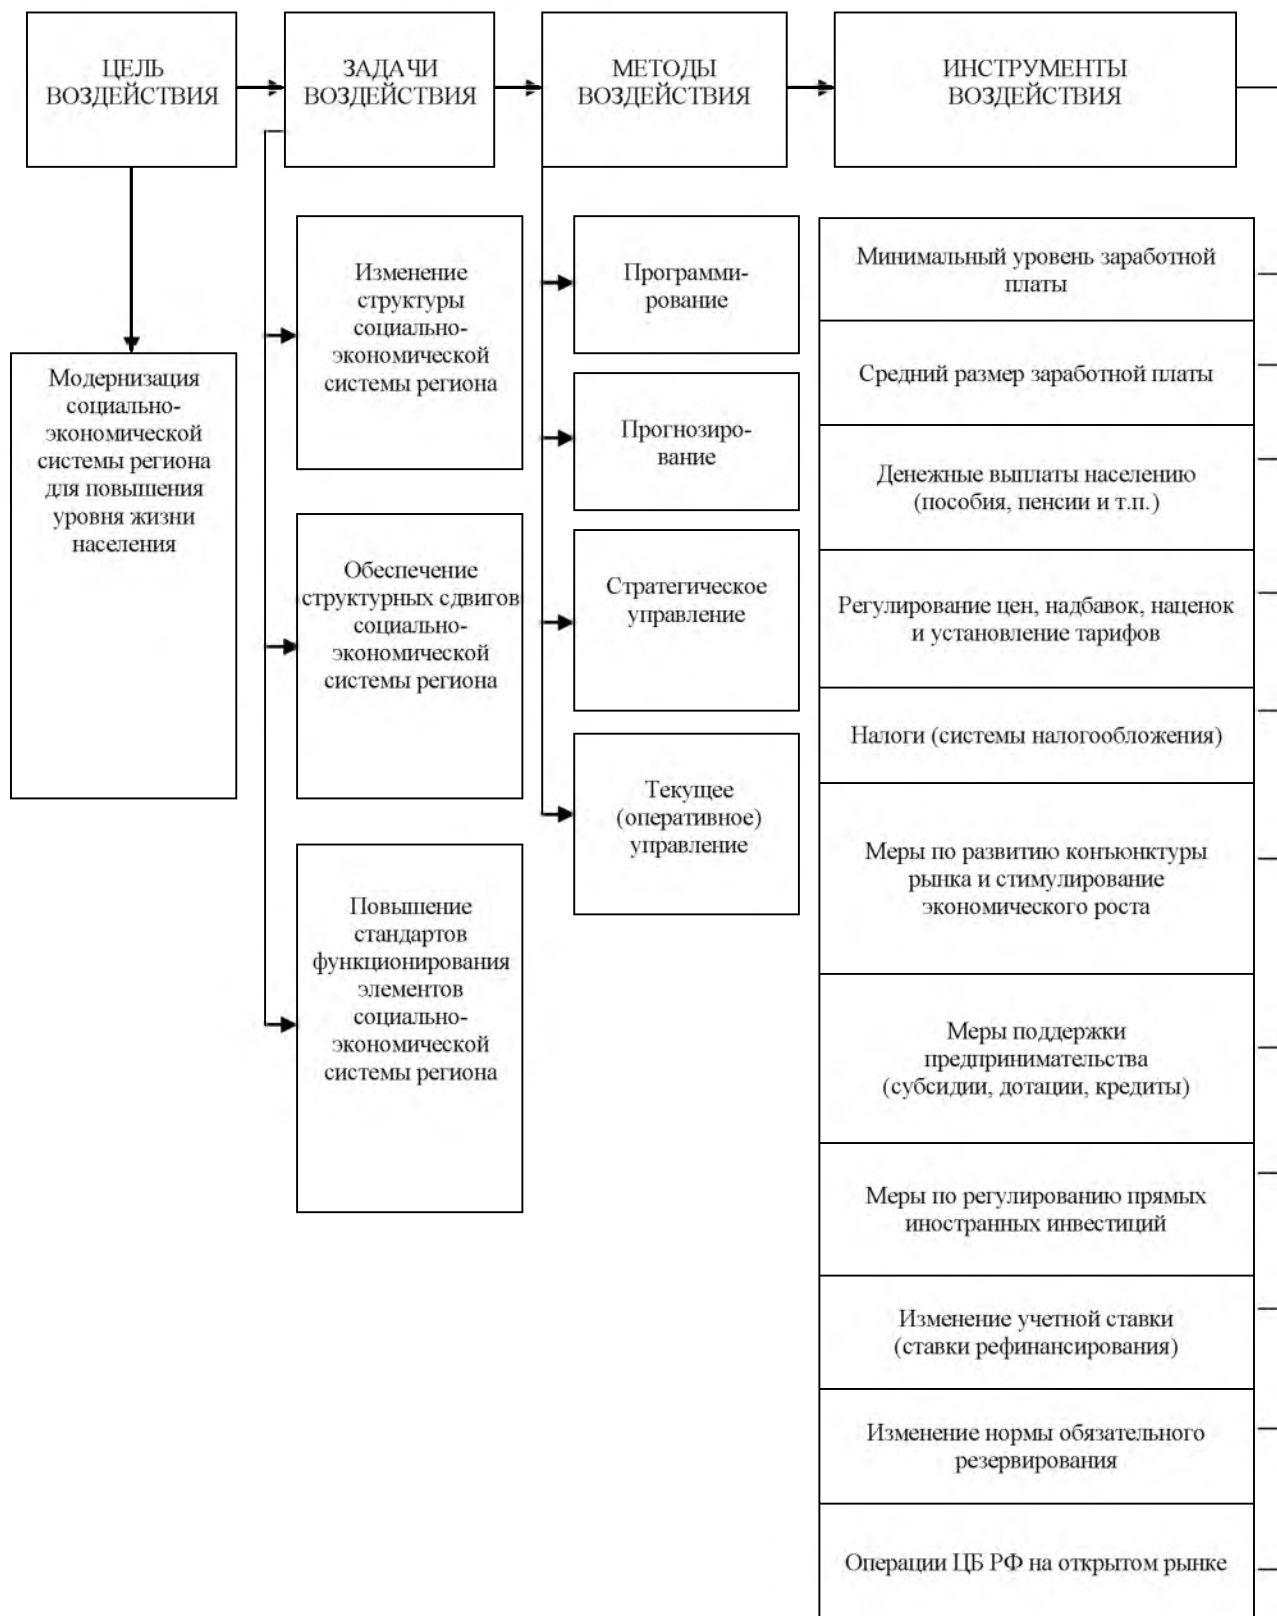 ЦЕЛЬ
ВОЗДЕЙСТВИЯ
ЗАДАЧИ
ВОЗДЕЙСТВИЯ
МЕТОДЫ
ВОЗДЕЙСТВИЯ
ИНСТРУМЕНТЫ
ВОЗДЕЙСТВИЯ
Модернизация
социально-
экономической
системы региона
для повышения
уровня жизни
населения
Изменение
структуры
социально-
экономической
системы региона
Обеспечение
структурных сдвигов
социально-
экономической
системы региона
Повышение
стандартов
функционирования
элементов
социально-
экономической
системы региона
Программи-
рование
Прогнозиро-
вание
Стратегическое
управление
Текущее
(оперативное)
управление
Минимальный уровень заработной
платы
Средний размер заработной платы
Денежные выплаты населению
(пособия, пенсии и т.п.)
Регулирование цен, надбавок, наценок
и установление тарифов
Налоги (системы налогообложения)
Меры по развитию конъюнктуры
рынка и стимулирование
экономического роста
Меры поддержки
предпринимательства
(субсидии, дотации, кредиты)
Меры по регулированию прямых
иностранных инвестиций
Изменение учетной ставки
(ставки рефинансирования)
Изменение нормы обязательного
резервирования
Операции ЦБ РФ на открытом рынке